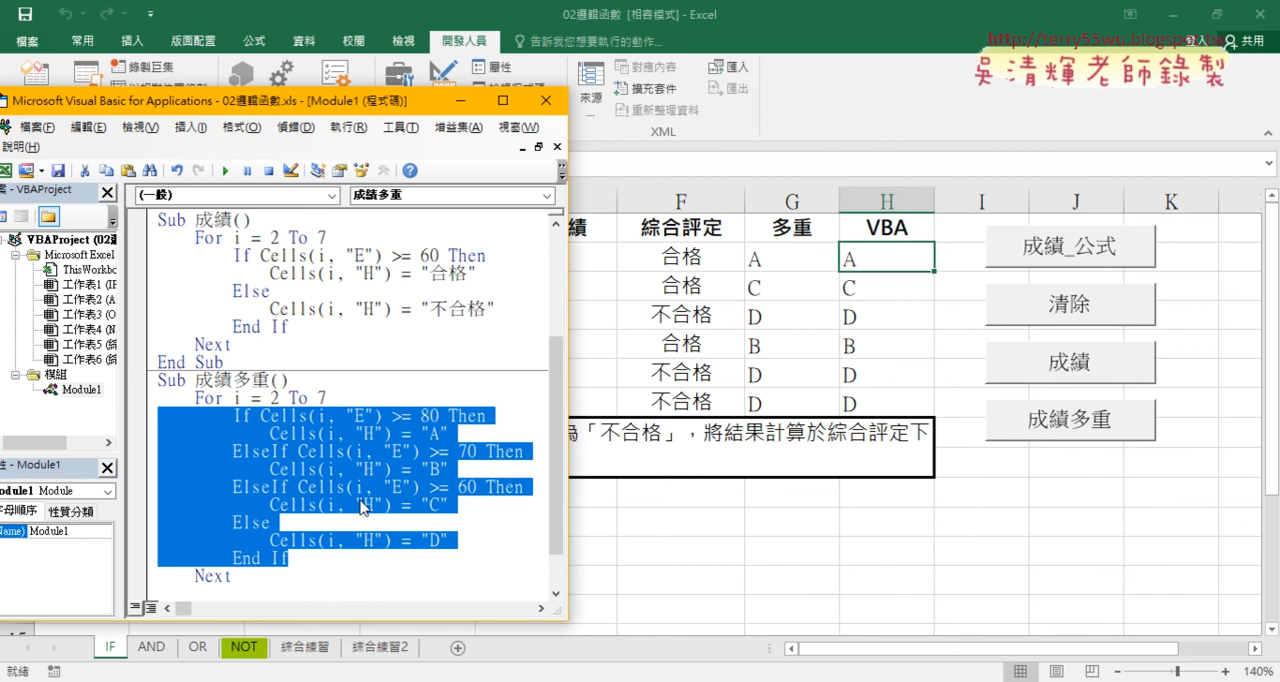 02邏輯函數 [相容模式] - Excel
http://terry55wu.blogspot.tw
吳清輝老師錄製
檔案 常用 插入 版面配置 公式 資料 校閱 檢視 開發人員 告訴我您想要執行的動作... 共用
錄製巨集 屬性 來源 對應內容 匯入
擴充套件 匯出
重新整理資料
XML
Microsoft Visual Basic for Applications - 02邏輯函數.xls - [Module1 (程式碼)]
檔案(F) 編輯(E) 檢視(V) 插入(I) 格式(O) 偵錯(D) 執行(R) 工具(T) 增益集(A) 視窗(W)
說明(H)
案 - VBAProject
VBAProject (02邏
Microsoft Excel
ThisWorkb
工作表1 (IF
工作表2 (A
工作表3 (O
工作表4 (N
工作表5 (綜
工作表6 (綜
模組
Module1
性 - Module1
odule1 Module
字母順序 性質分類
Name) Module1
(一般) 成績多重
Sub 成績()
For i = 2 To 7
If Cells(i, "E") >= 60 Then
Cells(i, "H") = "合格"
Else
Cells(i, "H") = "不合格"
End If
Next
End Sub
Sub 成績多重()
For i = 2 To 7
If Cells(i, "E") >= 80 Then
Cells(i, "H") = "A"
ElseIf Cells(i, "E") >= 70 Then
Cells(i, "H") = "B"
ElseIf Cells(i, "E") >= 60 Then
Cells(i, "H") = "C"
Else
Cells(i, "H") = "D"
End If
Next
F G H I J K
績 綜合評定 多重 VBA
合格 A A
合格 C C
不合格 D D
合格 B B
不合格 D D
不合格 D D
為「不合格」，將結果計算於綜合評定下
成績_公式
清除
成績
成績多重
IF AND OR NOT 綜合練習 綜合練習2
就緒 140%